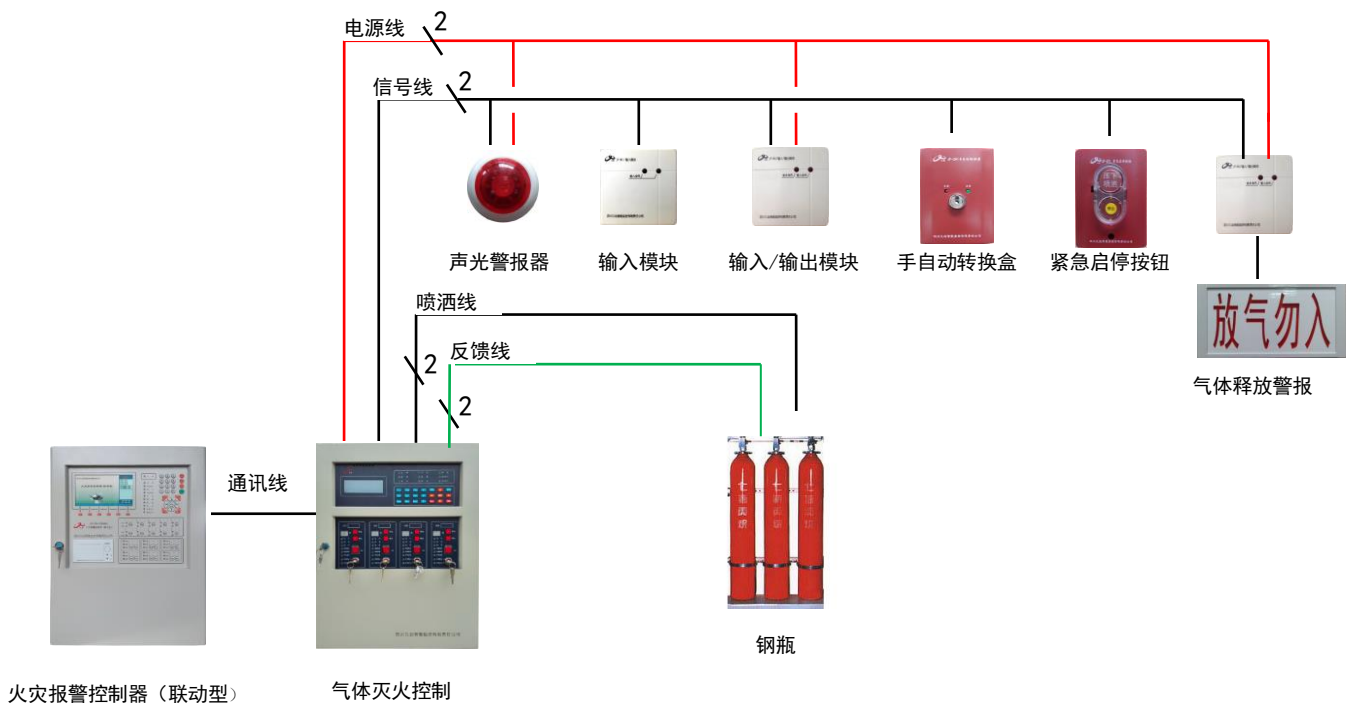 电源线
2
信号线
2
声光警报器
输入模块
输入/输出模块
手自动转换盒
紧急启停按钮
放气勿入
气体释放警报
喷洒线
2
反馈线
2
通讯线
钢瓶
火灾报警控制器（联动型）
气体灭火控制